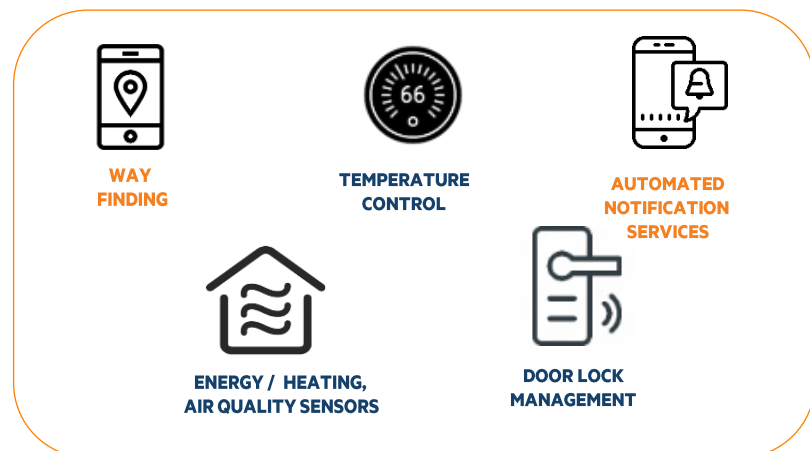 66
WAY
FINDING
TEMPERATURE
CONTROL
AUTOMATED
NOTIFICATION
SERVICES
ENERGY / HEATING,
AIR QUALITY SENSORS
DOOR LOCK
MANAGEMENT